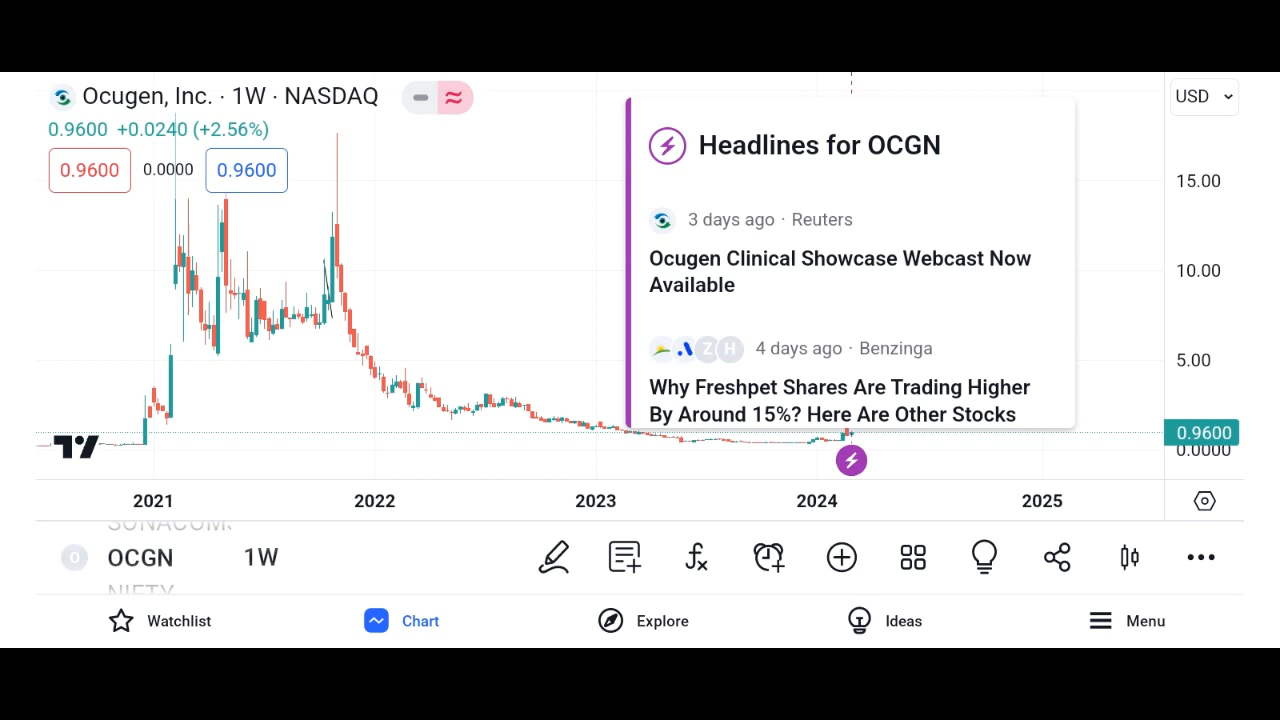 Ocugen, Inc. · 1W · NASDAQ
0.9600 +0.0240 (+2.56%)
0.9600 0.0000 0.9600
USD
Headlines for OCGN
3 days ago · Reuters
Ocugen Clinical Showcase Webcast Now
Available
Z H 4 days ago · Benzinga
Why Freshpet Shares Are Trading Higher
By Around 15%? Here Are Other Stocks
15.00
10.00
5.00
0.9600
0.0000
2021 2022 2023 2024 2025
O OCGN 1W
NIFTY
Watchlist Chart Explore Ideas Menu